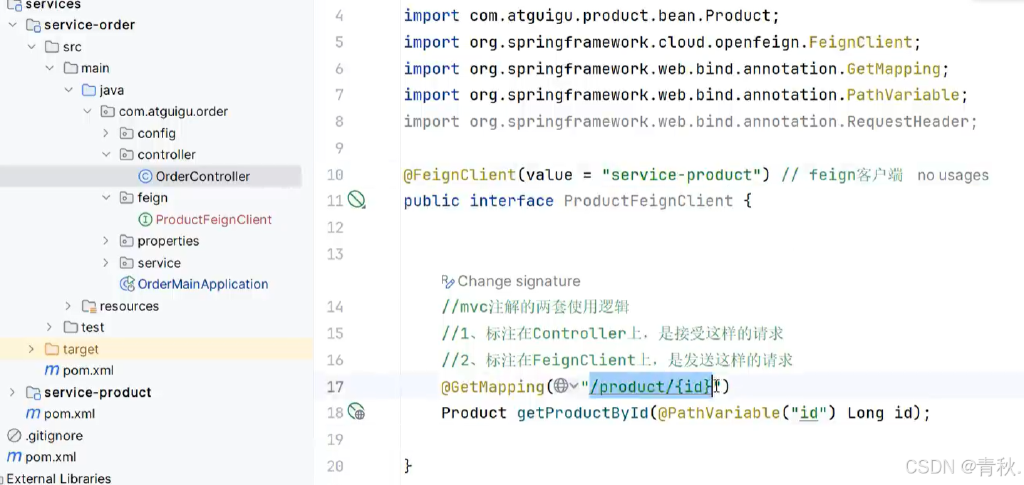 services
service-order
src
main
java
com.atguigu.order
config
controller
OrderController
feign
ProductFeignClient
properties
service
OrderMainApplication
resources
test
target
pom.xml
service-product
pom.xml
.gitignore
pom.xml
External Libraries
4 import com.atguigu.product.bean.Product;
5 import org.springframework.cloud.openfeign.FeignClient;
6 import org.springframework.web.bind.annotation.GetMapping;
7 import org.springframework.web.bind.annotation.PathVariable;
8 import org.springframework.web.bind.annotation.RequestHeader;
9
10 @FeignClient(value = "service-product") // feign客户端 no usages
11 public interface ProductFeignClient {
12
13
Change signature
14 //mvc注解的两套使用逻辑
15 //1、标注在Controller上，是接受这样的请求
16 //2、标注在FeignClient上，是发送这样的请求
17 @GetMapping("/product/{id}")
18 Product getProductById(@PathVariable("id") Long id);
19
20 }
CSDN @青秋.